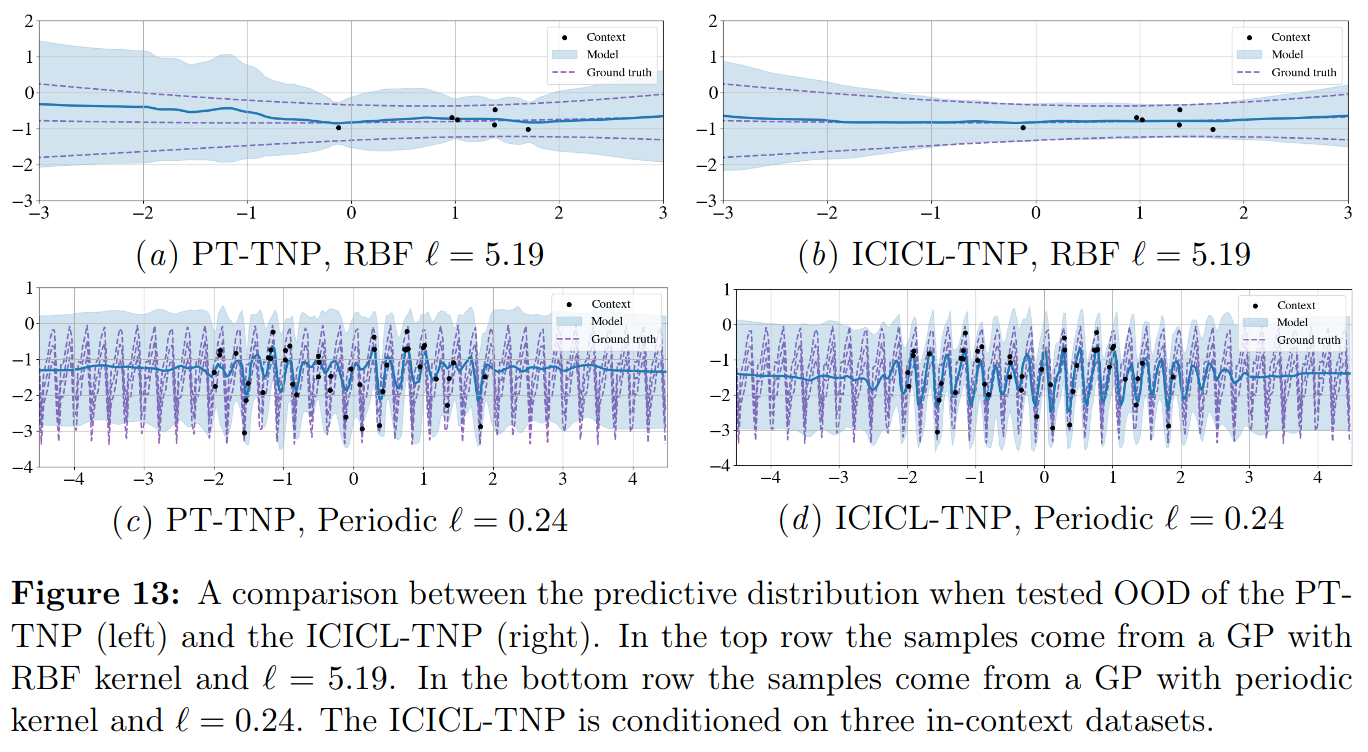 2
1
0
−1
−2
−3
−3 −2 −1 0 1 2 3
Context
Model
Ground truth
(a) PT-TNP, RBF ℓ = 5.19
2
1
0
−1
−2
−3
−3 −2 −1 0 1 2 3
Context
Model
Ground truth
(b) ICICL-TNP, RBF ℓ = 5.19
1
0
−1
−2
−3
−4
−4 −3 −2 −1 0 1 2 3 4
Context
Model
Ground truth
(c) PT-TNP, Periodic ℓ = 0.24
1
0
−1
−2
−3
−4
−4 −3 −2 −1 0 1 2 3 4
Context
Model
Ground truth
(d) ICICL-TNP, Periodic ℓ = 0.24
Figure 13: A comparison between the predictive distribution when tested OOD of the PT-
TNP (left) and the ICICL-TNP (right). In the top row the samples come from a GP with
RBF kernel and ℓ = 5.19. In the bottom row the samples come from a GP with periodic
kernel and ℓ = 0.24. The ICICL-TNP is conditioned on three in-context datasets.